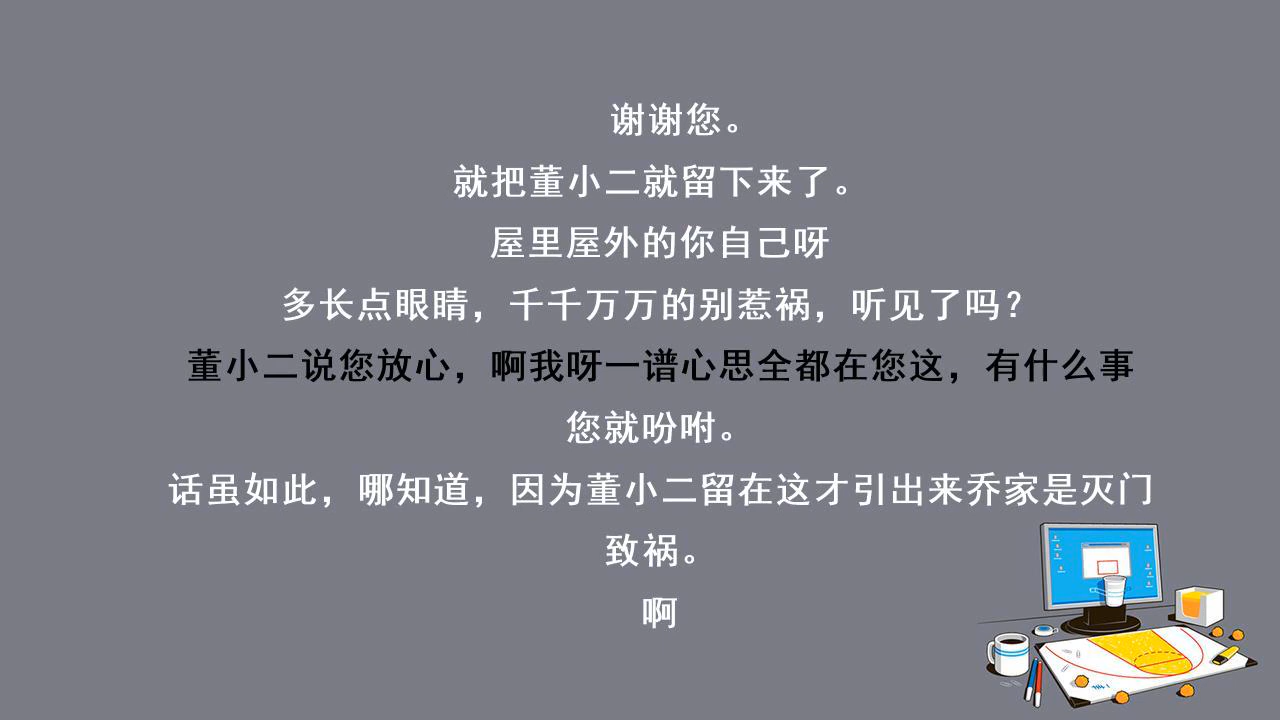 谢谢您。
就把董小二就留下来了。
屋里屋外的你自己呀
多长点眼睛，千千万万的别惹祸，听见了吗？
董小二说您放心，啊我呀一谱心思全都在您这，有什么事
您就吩咐。
话虽如此，哪知道，因为董小二留在这才引出来乔家是灭门
致祸。
啊